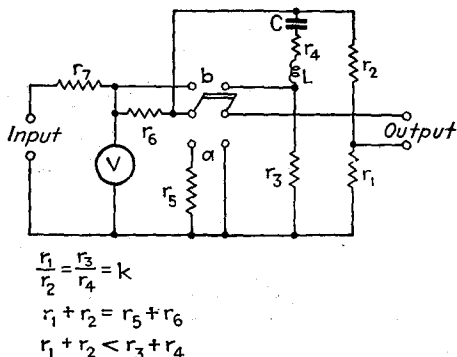 C
r4
r2
L
r7
b
r6
Input
V
Output
a
r5
r3
r1
r1/r2 = r3/r4 = k
r1 + r2 = r5 + r6
r1 + r2 < r3 + r4